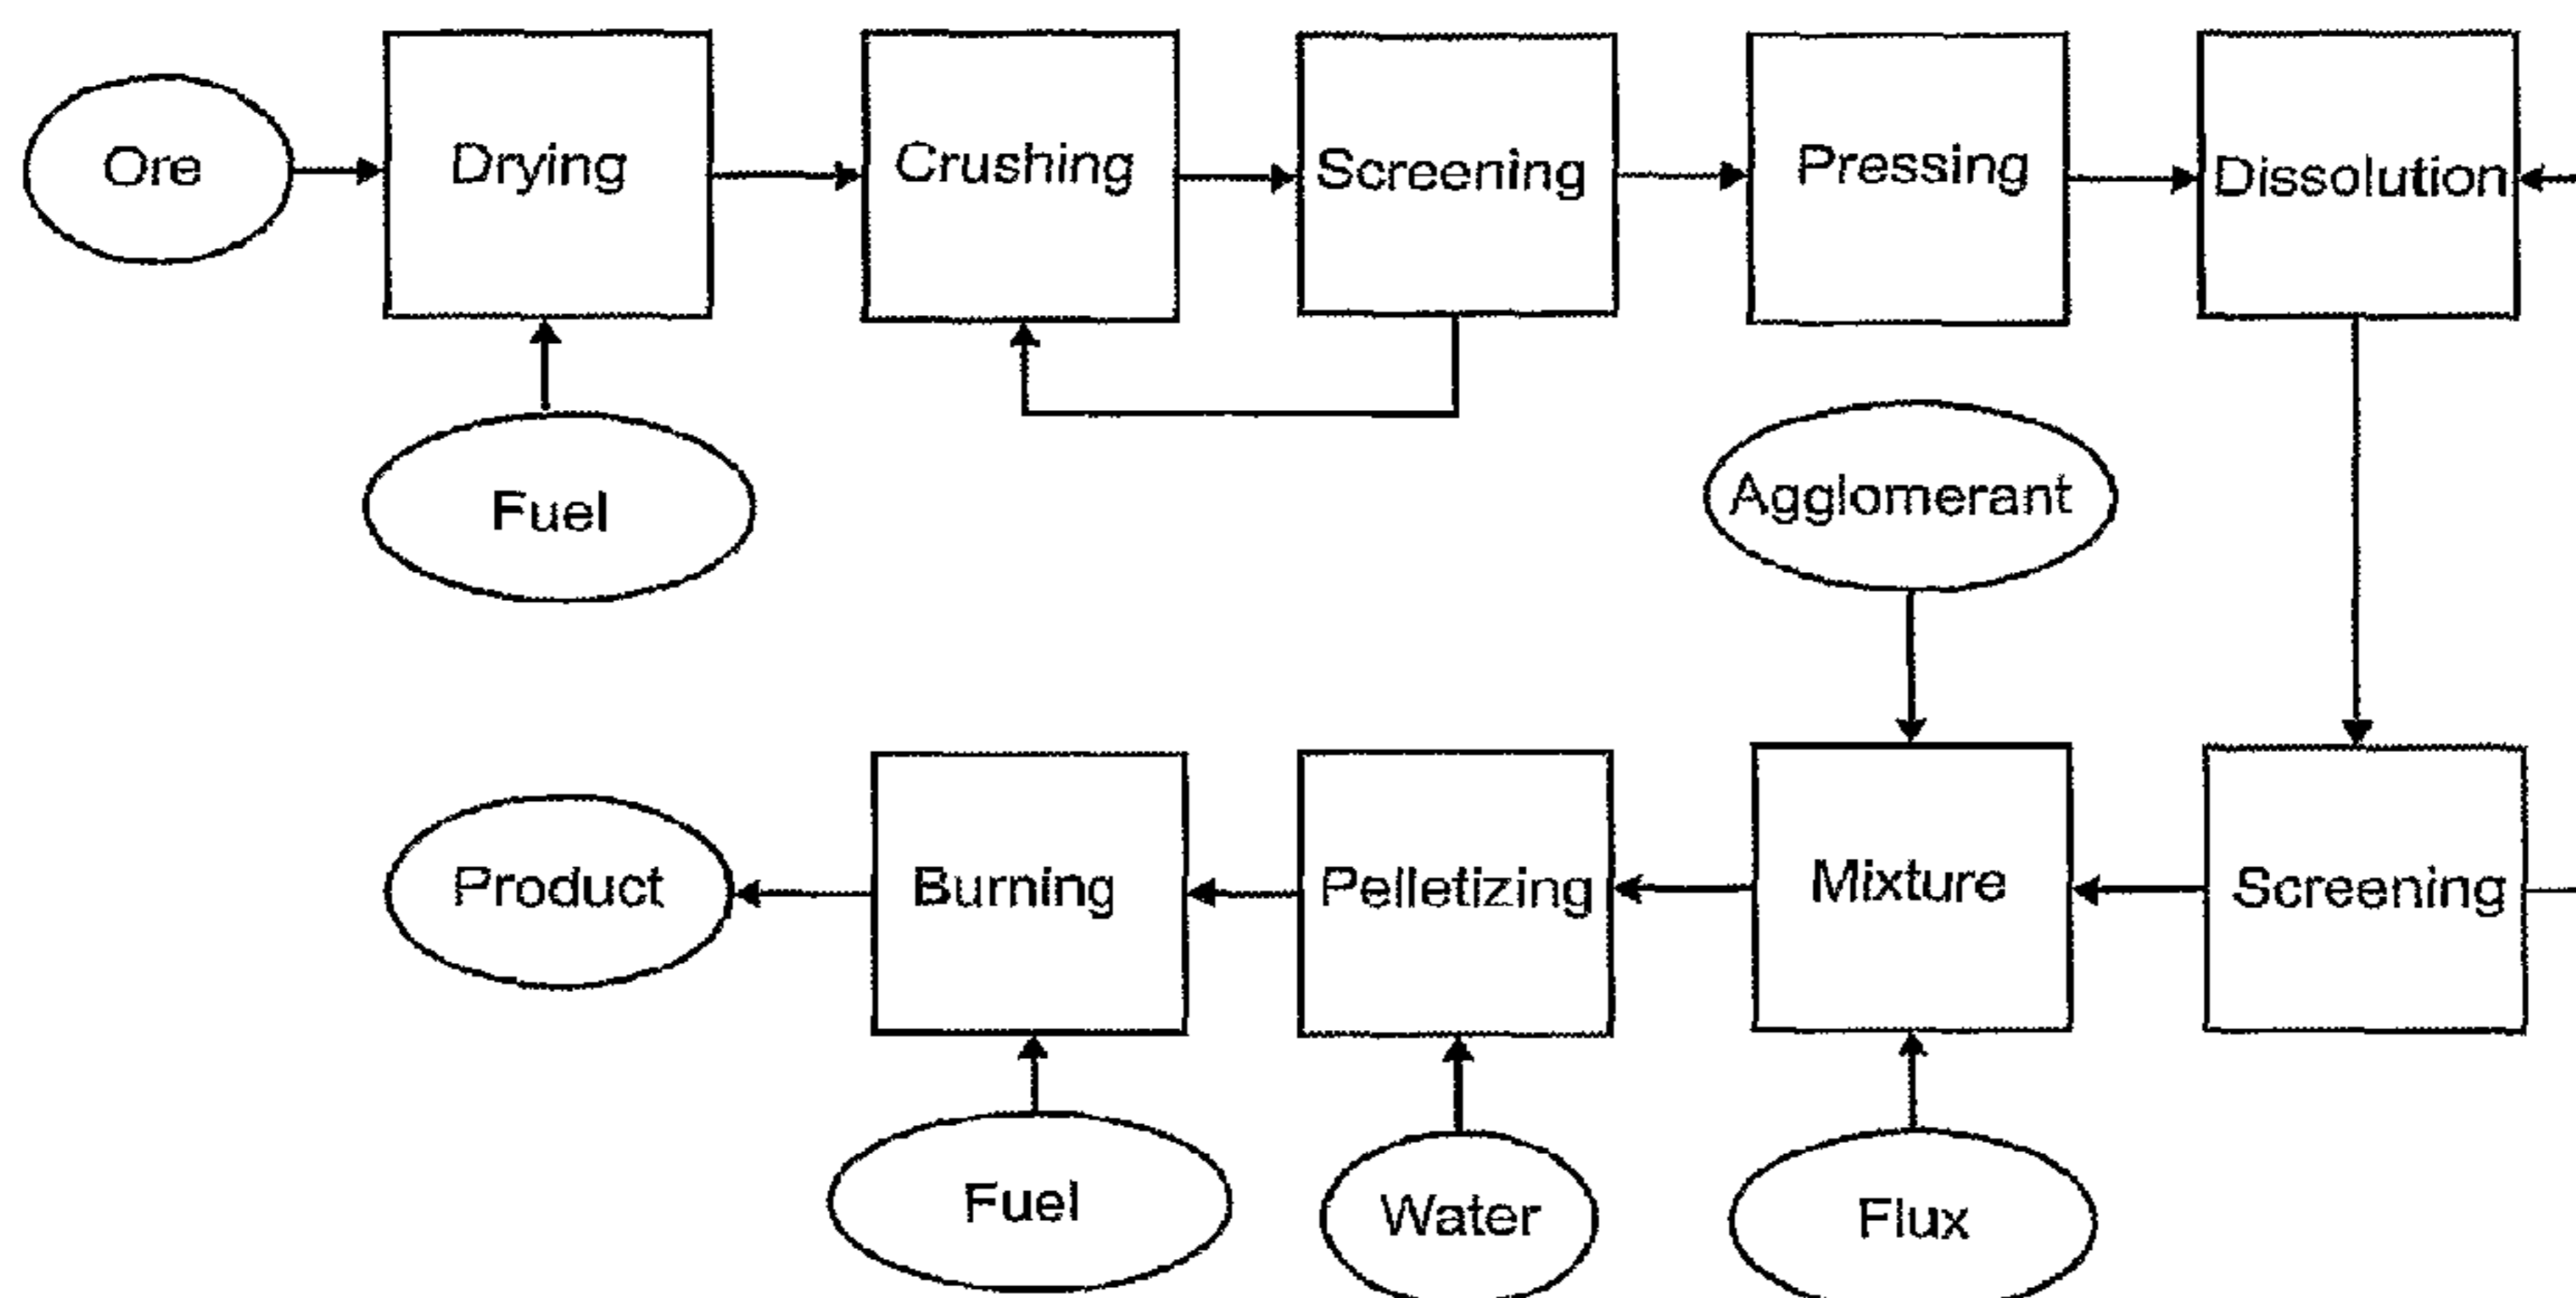 Ore
Drying
Crushing
Screening
Pressing
Dissolution
Fuel
Agglomerant
Product
Burning
Pelletizing
Mixture
Screening
Fuel
Water
Flux